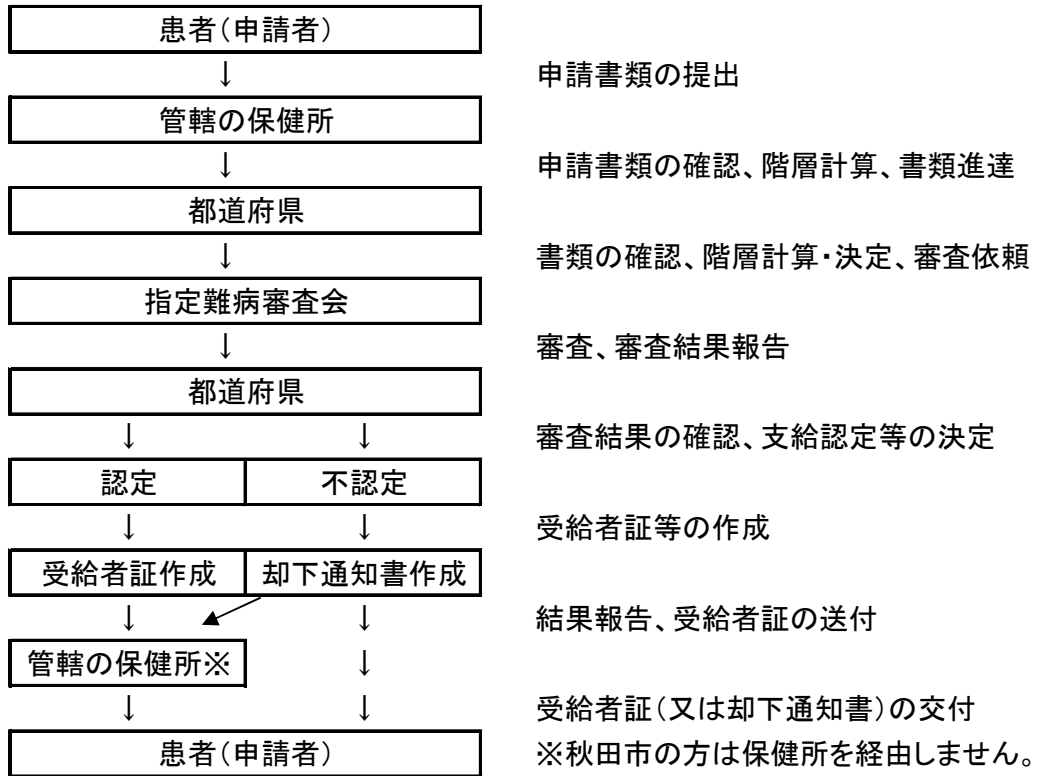 患者（申請者）
↓ 申請書類の提出
管轄の保健所
↓ 申請書類の確認、階層計算、書類進達
都道府県
↓ 書類の確認、階層計算・決定、審査依頼
指定難病審査会
↓ 審査、審査結果報告
都道府県
↓ ↓ 審査結果の確認、支給認定等の決定
認定 不認定
↓ ↓ 受給者証等の作成
受給者証作成 却下通知書作成
↓ ↓ 結果報告、受給者証の送付
管轄の保健所※ ↓
↓ ↓ 受給者証（又は却下通知書）の交付
患者（申請者） ※秋田市の方は保健所を経由しません。